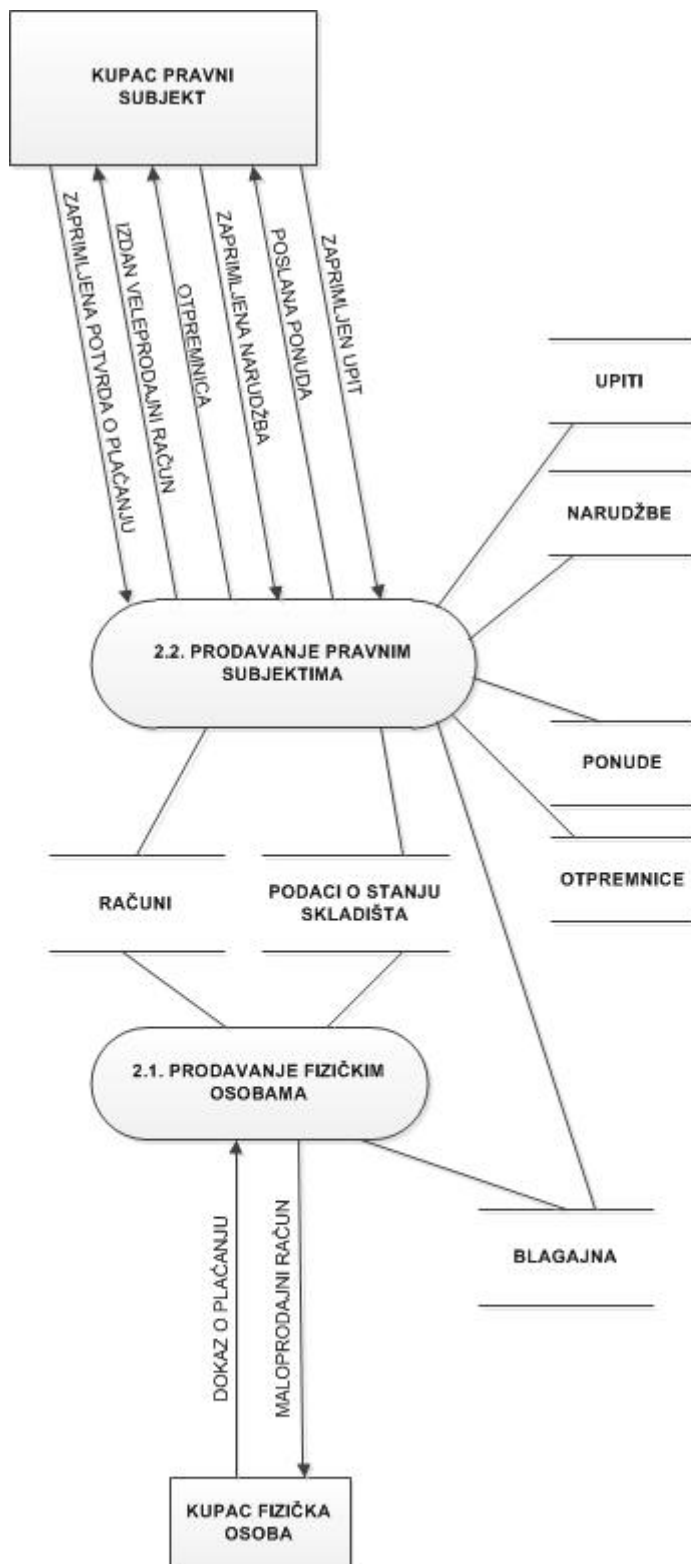 KUPAC PRAVNI
SUBJEKT
ZAPRIMLJENA POTVRDA O PLAĆANJU
IZDAN VELEPRODAJNI RAČUN
OTPREMNICA
ZAPRIMLJENA NARUDŽBA
POSLANA PONUDA
ZAPRIMLJEN UPIT
UPITI
NARUDŽBE
2.2. PRODAVANJE PRAVNIM
SUBJEKTIMA
PONUDE
OTPREMNICE
RAČUNI
PODACI O STANJU
SKLADIŠTA
2.1. PRODAVANJE FIZIČKIM
OSOBAMA
DOKAZ O PLAĆANJU
MALOPRODAJNI RAČUN
BLAGAJNA
KUPAC FIZIČKA
OSOBA